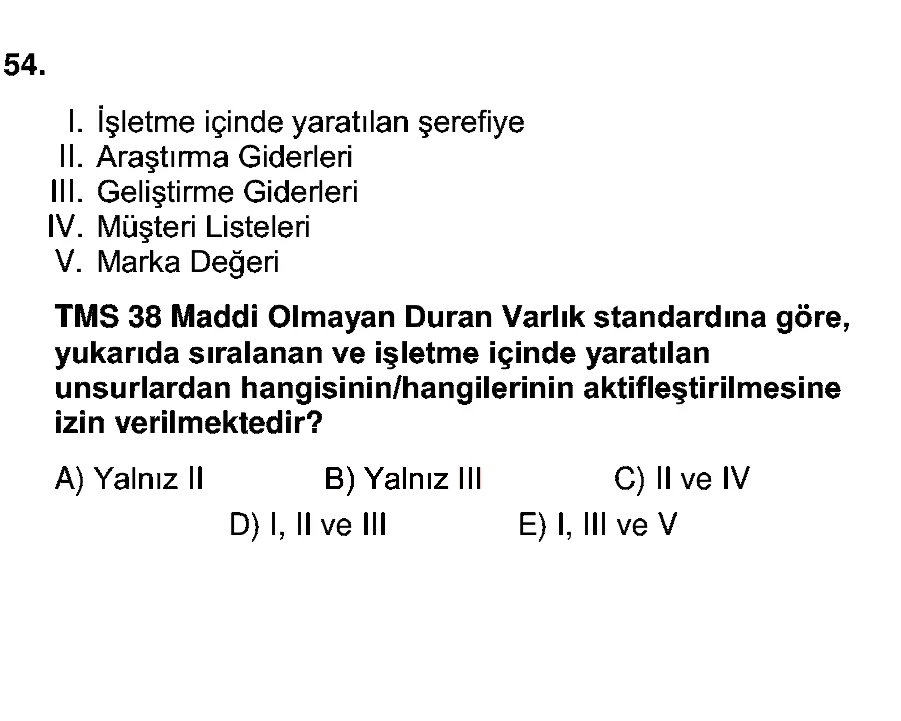 54.
I. İşletme içinde yaratılan şerefiye
II. Araştırma Giderleri
III. Geliştirme Giderleri
IV. Müşteri Listeleri
V. Marka Değeri
TMS 38 Maddi Olmayan Duran Varlık standardına göre,
yukarıda sıralanan ve işletme içinde yaratılan
unsurlardan hangisinin/hangilerinin aktifleştirilmesine
izin verilmektedir?
A) Yalnız II B) Yalnız III C) II ve IV
D) I, II ve III E) I, III ve V